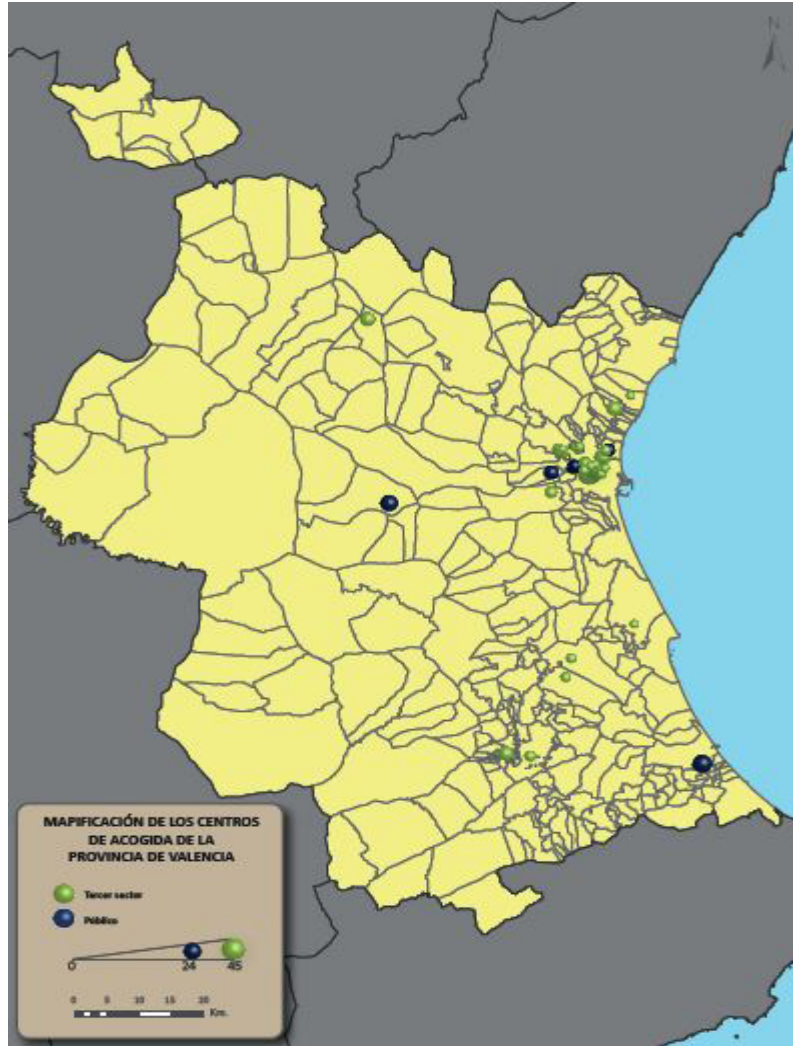 MAPIFICACIÓN DE LOS CENTROS
DE ACOGIDA DE LA
PROVINCIA DE VALENCIA
Tercer sector
Público
0 24 45
0 5 10 15 20
Km.